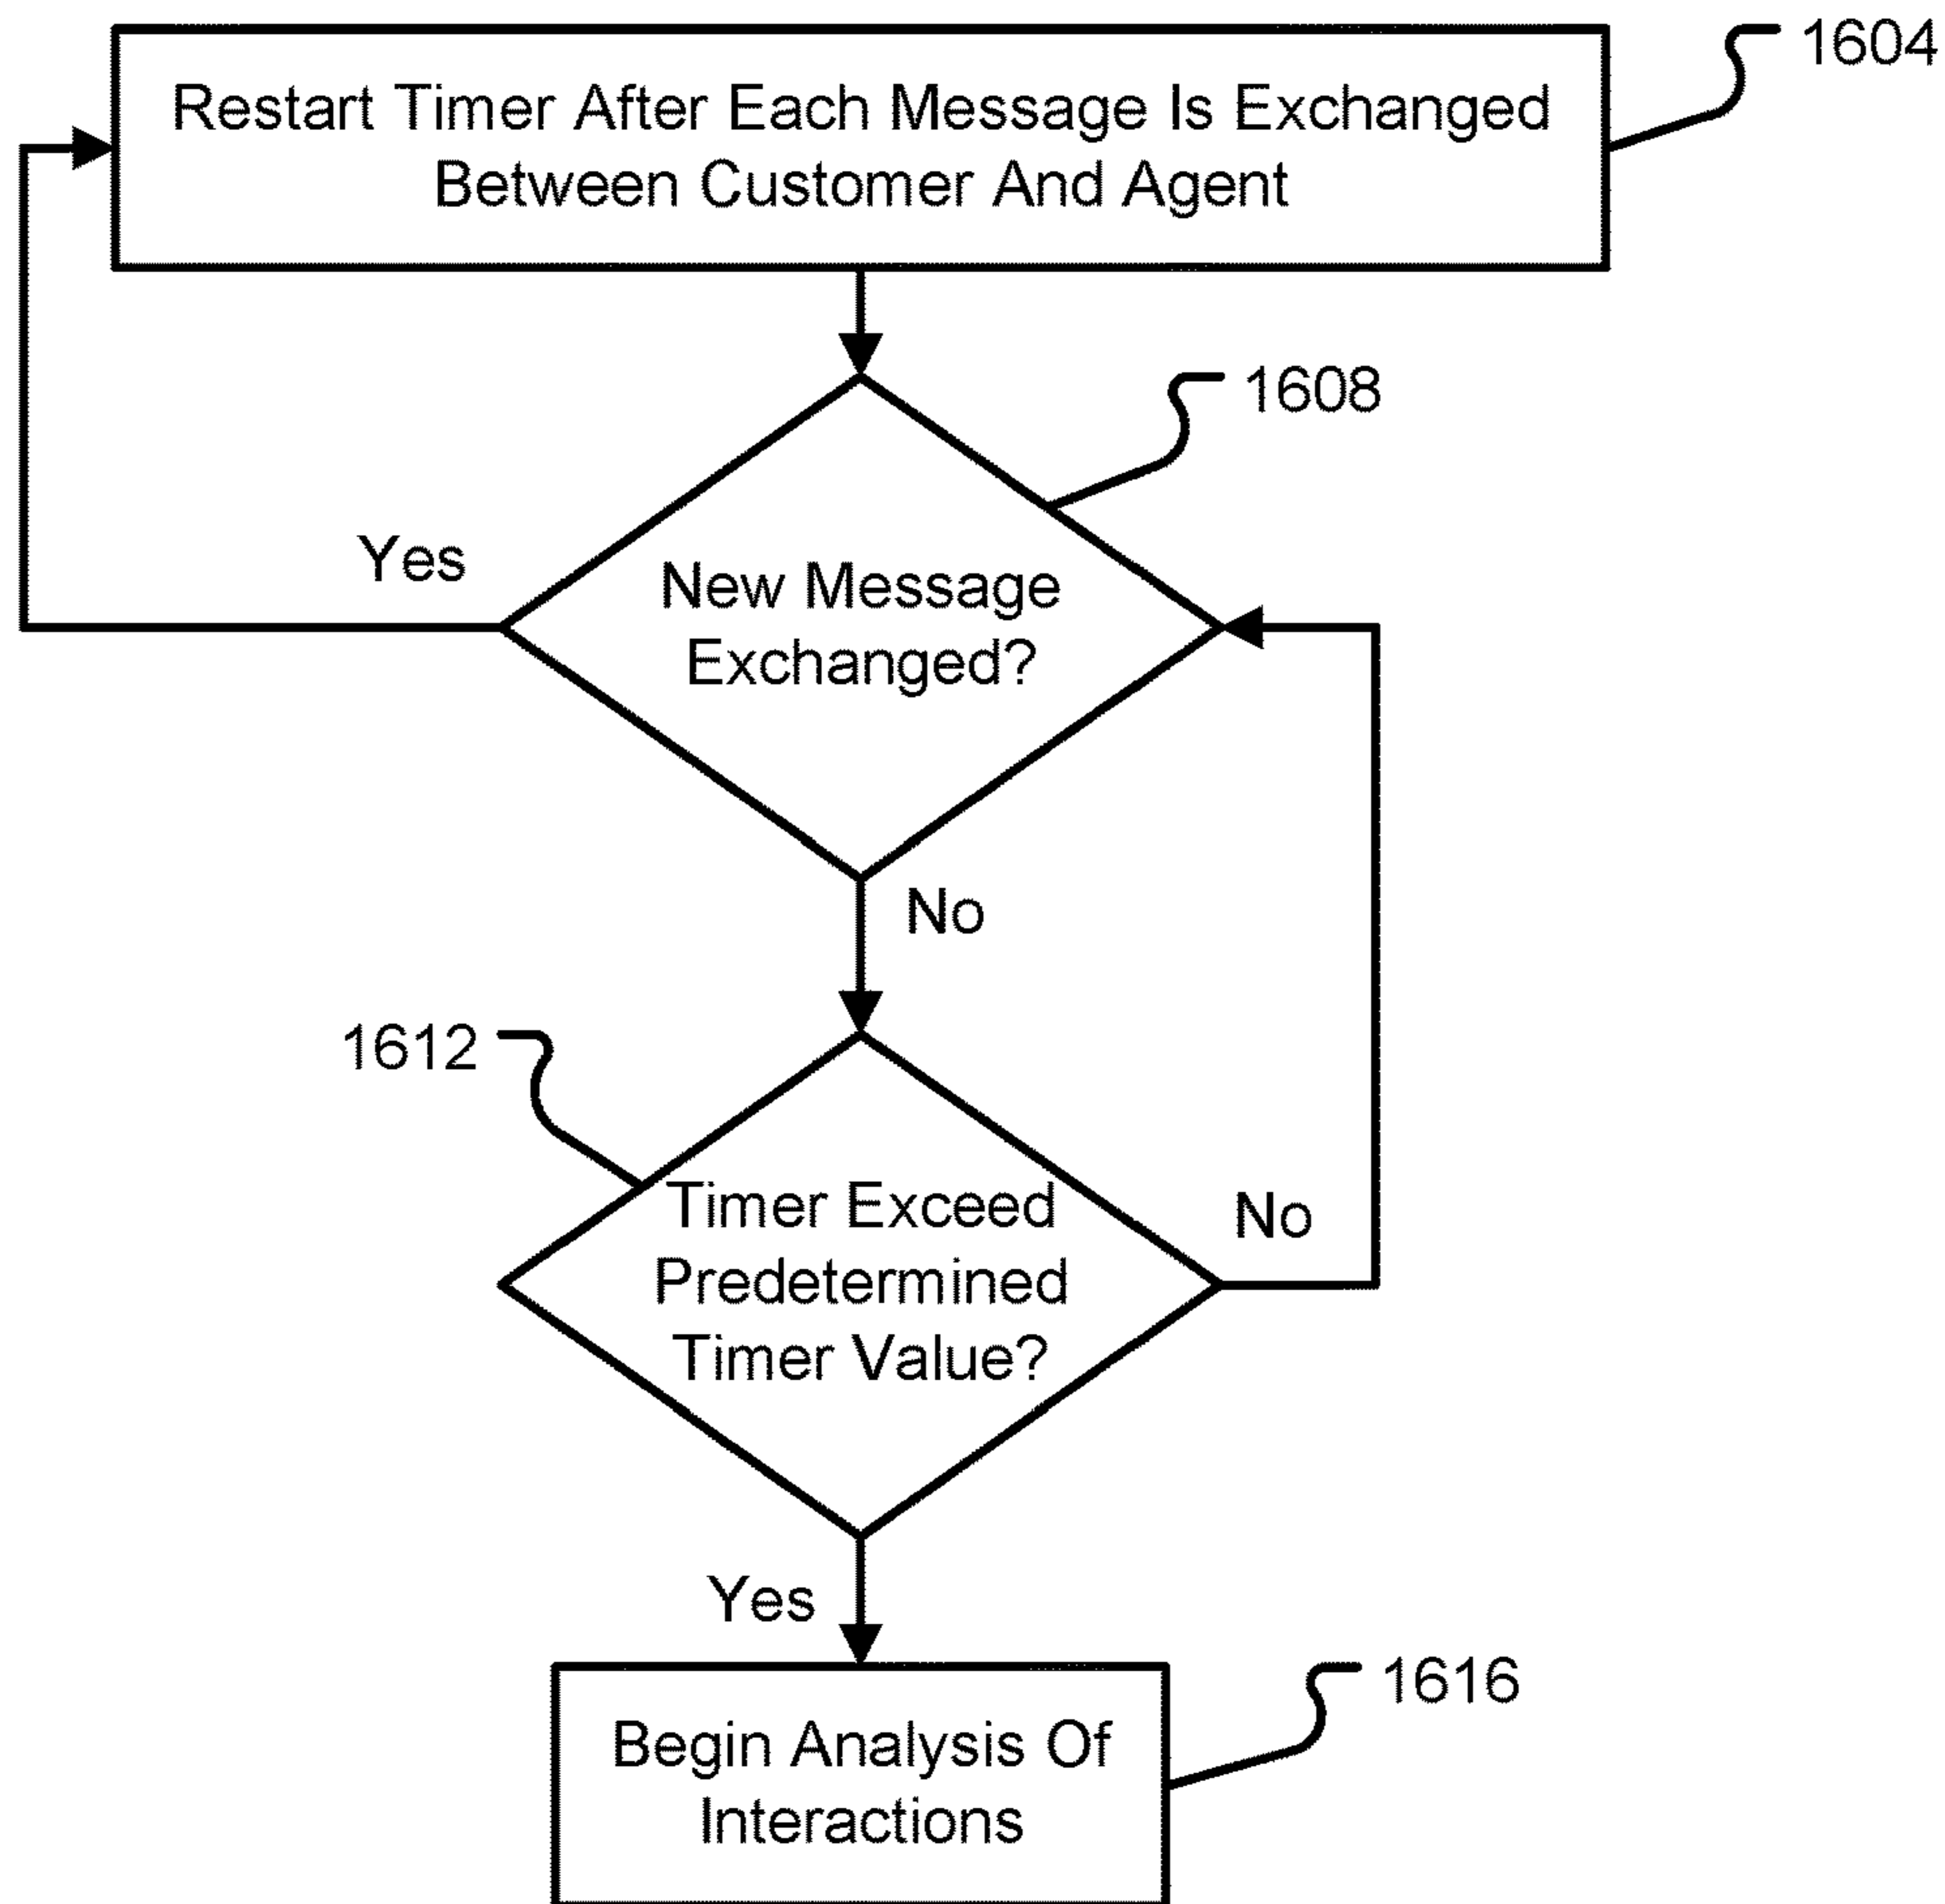 1604
Restart Timer After Each Message Is Exchanged
Between Customer And Agent
1608
Yes
New Message
Exchanged?
No
1612
Timer Exceed
Predetermined
Timer Value?
No
Yes
1616
Begin Analysis Of
Interactions